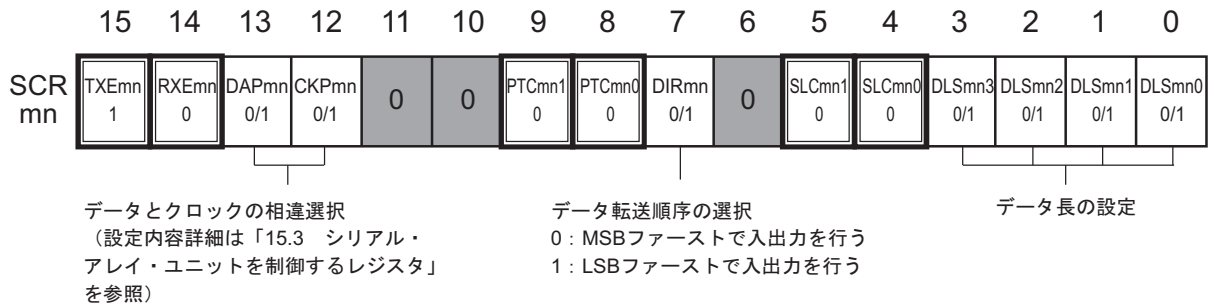 15 14 13 12 11 10 9 8 7 6 5 4 3 2 1 0
SCR
mn
TXEmn RXEmn DAPmn CKPmn 0 0 PTCmn1 PTCmn0 DIRmn 0 SLCmn1 SLCmn0 DLSmn3 DLSmn2 DLSmn1 DLSmn0
1 0 0/1 0/1 0 0 0/1 0 0 0/1 0/1 0/1 0/1
データとクロックの相違選択
（設定内容詳細は「15.3　シリアル・
アレイ・ユニットを制御するレジスタ」
を参照）
データ転送順序の選択
0：MSBファーストで入出力を行う
1：LSBファーストで入出力を行う
データ長の設定